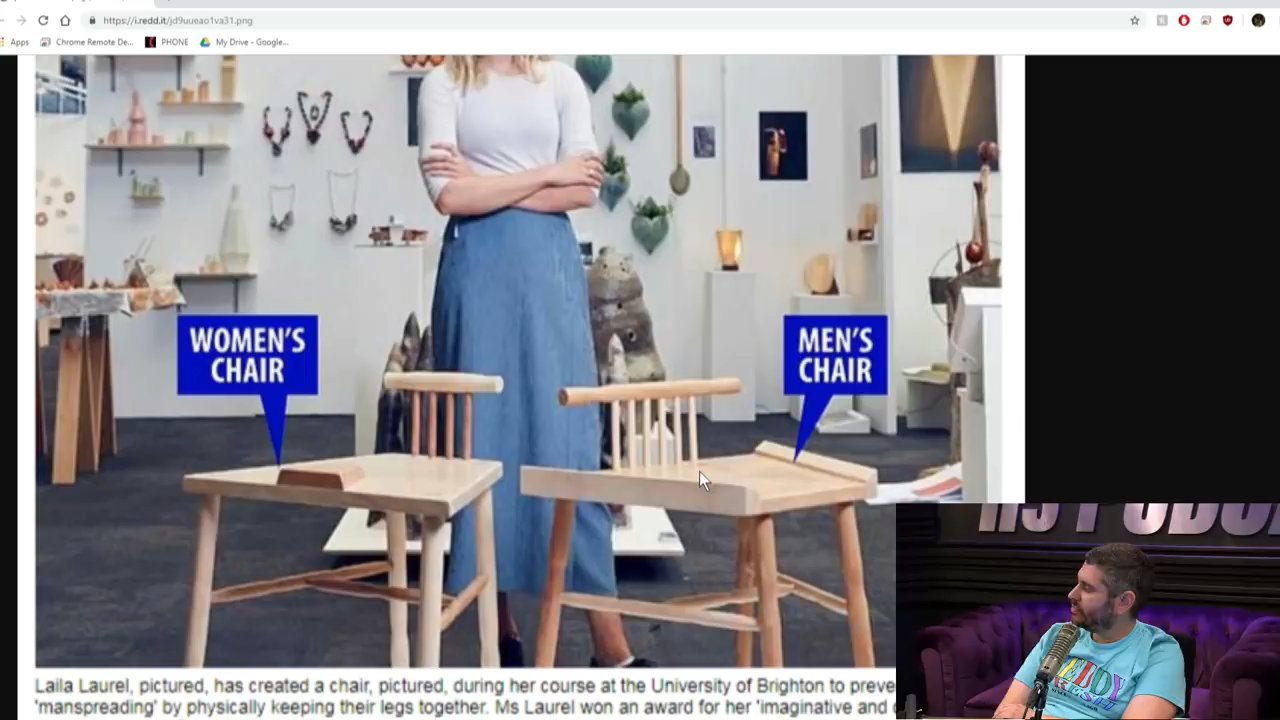 https://i.redd.it/jd9uueao1va31.png
Apps Chrome Remote De... PHONE My Drive - Google...
WOMEN'S
CHAIR
MEN'S
CHAIR
H3 PODCA
Laila Laurel, pictured, has created a chair, pictured, during her course at the University of Brighton to preve
'manspreading' by physically keeping their legs together. Ms Laurel won an award for her 'imaginative and